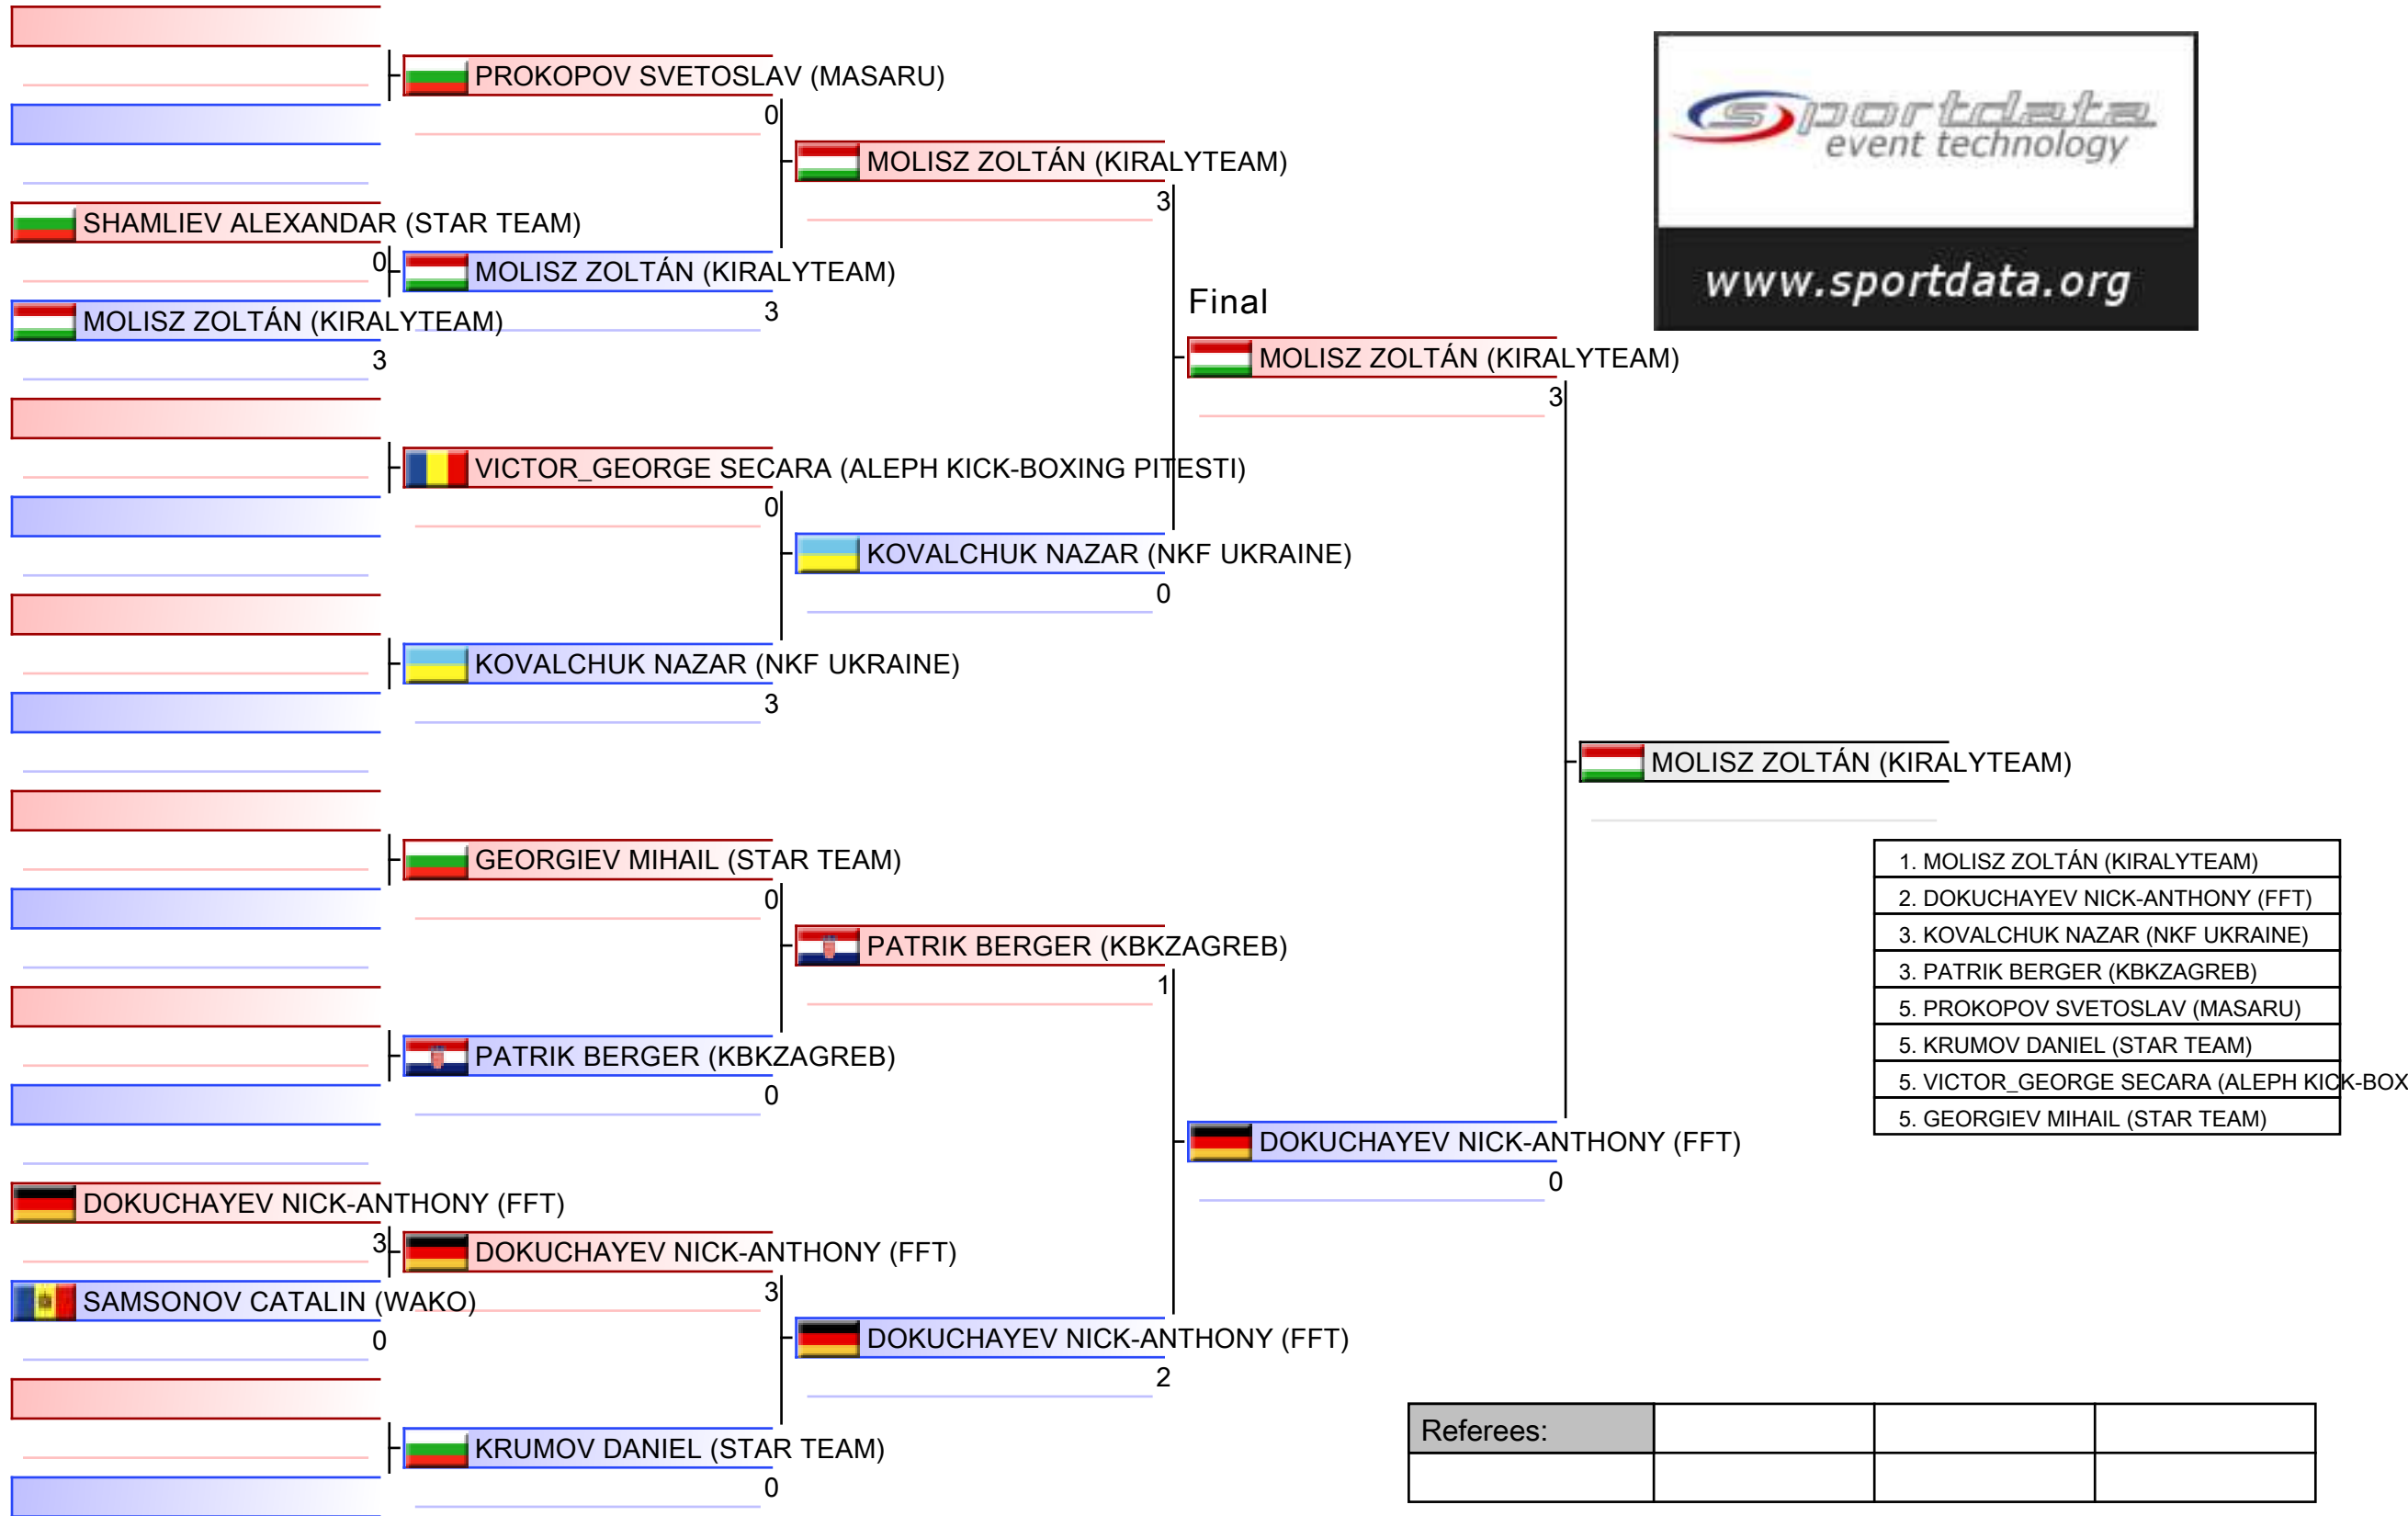 PROKOPOV SVETOSLAV (MASARU)
0
MOLISZ ZOLTÁN (KIRALYTEAM)
3
SHAMLIEV ALEXANDAR (STAR TEAM)
0
MOLISZ ZOLTÁN (KIRALYTEAM)
3
MOLISZ ZOLTÁN (KIRALYTEAM)
3
Final
MOLISZ ZOLTÁN (KIRALYTEAM)
3
VICTOR_GEORGE SECARA (ALEPH KICK-BOXING PITESTI)
0
KOVALCHUK NAZAR (NKF UKRAINE)
0
KOVALCHUK NAZAR (NKF UKRAINE)
3
MOLISZ ZOLTÁN (KIRALYTEAM)
GEORGIEV MIHAIL (STAR TEAM)
0
PATRIK BERGER (KBKZAGREB)
1
PATRIK BERGER (KBKZAGREB)
0
DOKUCHAYEV NICK-ANTHONY (FFT)
0
DOKUCHAYEV NICK-ANTHONY (FFT)
3
DOKUCHAYEV NICK-ANTHONY (FFT)
3
SAMSONOV CATALIN (WAKO)
0
DOKUCHAYEV NICK-ANTHONY (FFT)
2
KRUMOV DANIEL (STAR TEAM)
0
sportdata
event technology
www.sportdata.org
1. MOLISZ ZOLTÁN (KIRALYTEAM)
2. DOKUCHAYEV NICK-ANTHONY (FFT)
3. KOVALCHUK NAZAR (NKF UKRAINE)
3. PATRIK BERGER (KBKZAGREB)
5. PROKOPOV SVETOSLAV (MASARU)
5. KRUMOV DANIEL (STAR TEAM)
5. VICTOR_GEORGE SECARA (ALEPH KICK-BOX
5. GEORGIEV MIHAIL (STAR TEAM)
Referees: